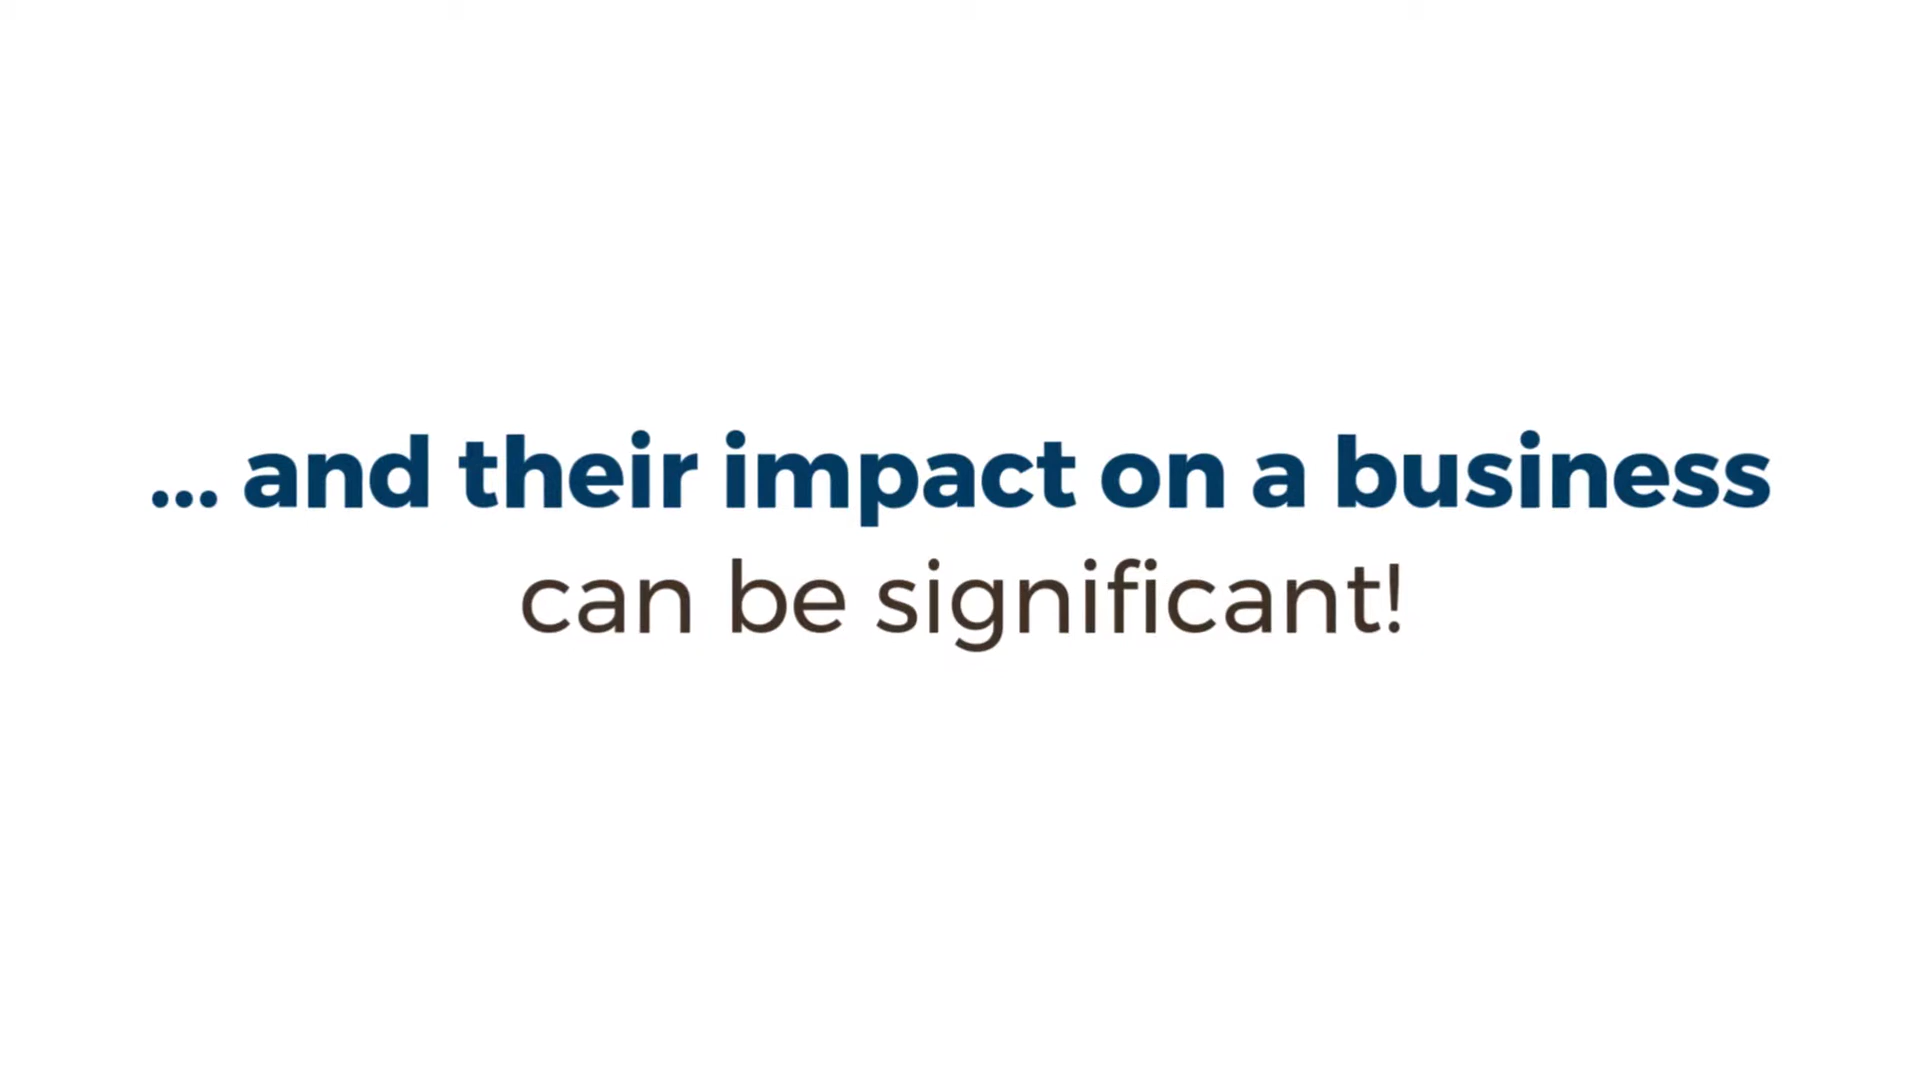 ... and their impact on a business
can be significant!